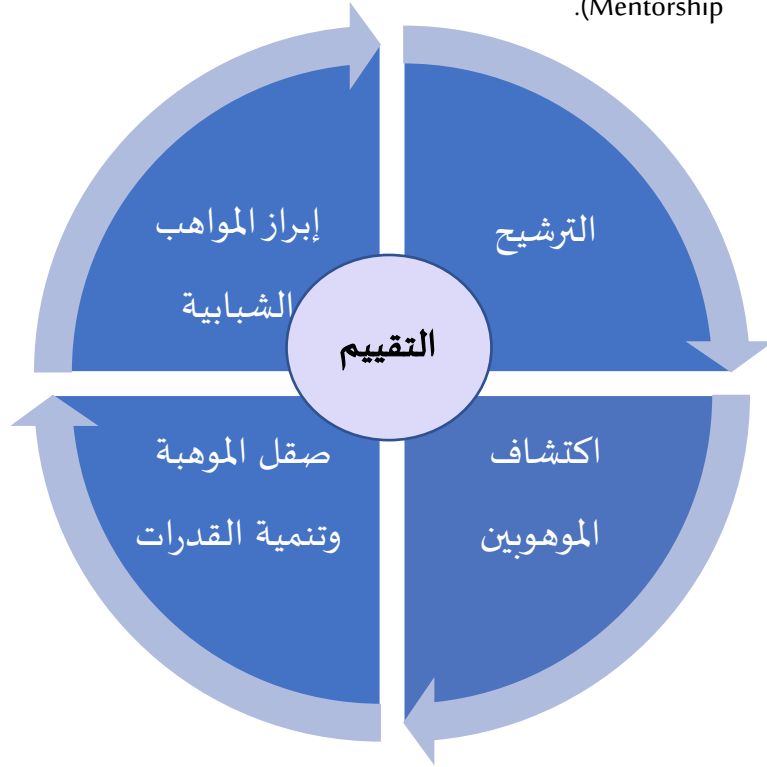 Mentorship).
الترشيح
إبراز المواهب
الشبابية
التقييم
اكتشاف
الموهوبين
صقل الموهبة
وتنمية القدرات